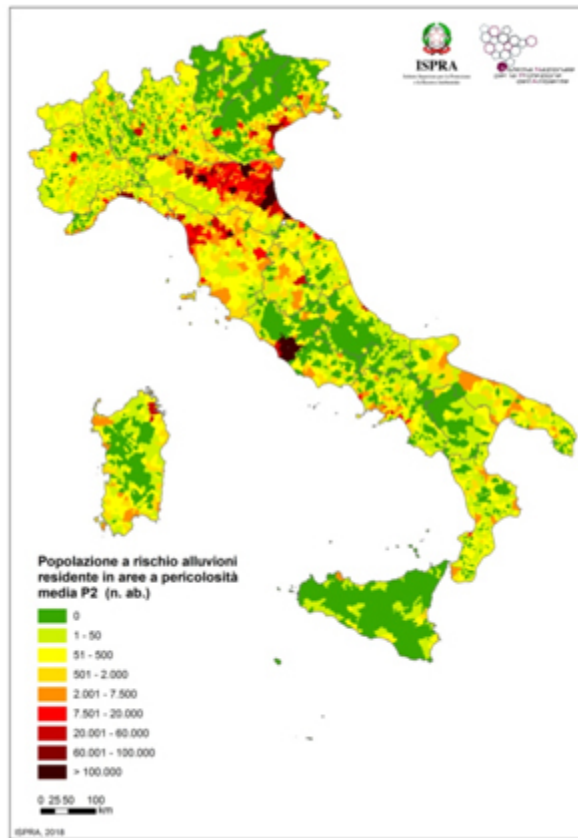 ISPRA
Popolazione a rischio alluvioni
residente in aree a pericolosità
media P2 (n. ab.)
0
1 - 50
51 - 500
501 - 2.000
2.001 - 7.500
7.501 - 20.000
20.001 - 60.000
60.001 - 100.000
> 100.000
0 25 50 100
km
ISPRA, 2018